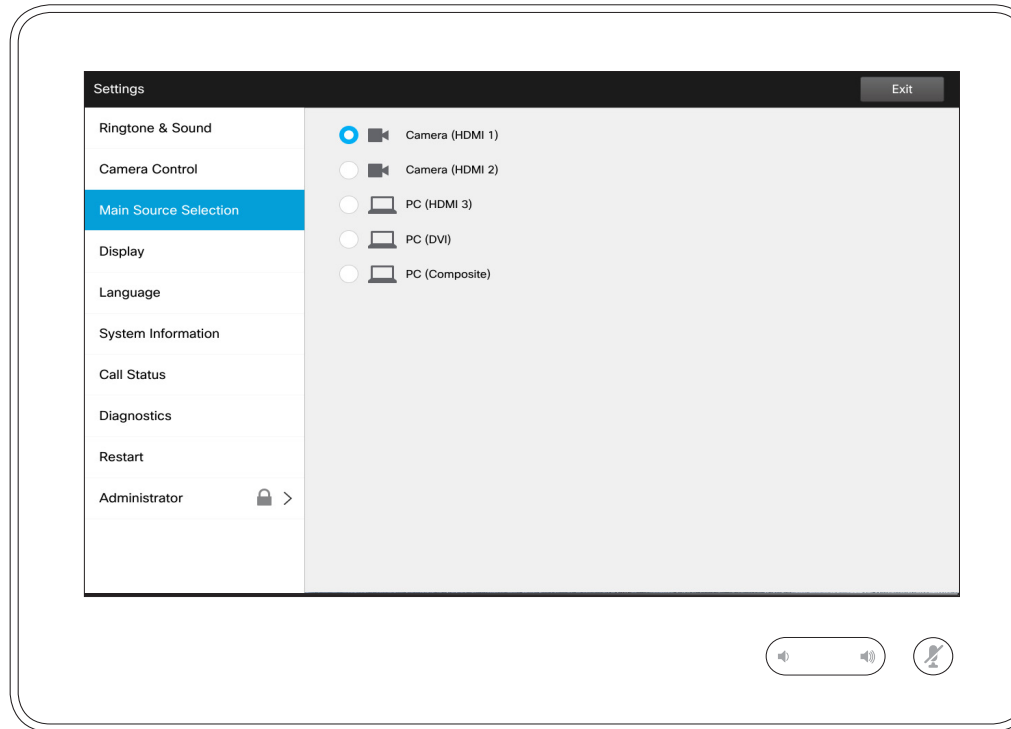 Settings
Exit
Ringtone & Sound
Camera Control
Main Source Selection
Display
Language
System Information
Call Status
Diagnostics
Restart
Administrator
Camera (HDMI 1)
Camera (HDMI 2)
PC (HDMI 3)
PC (DVI)
PC (Composite)